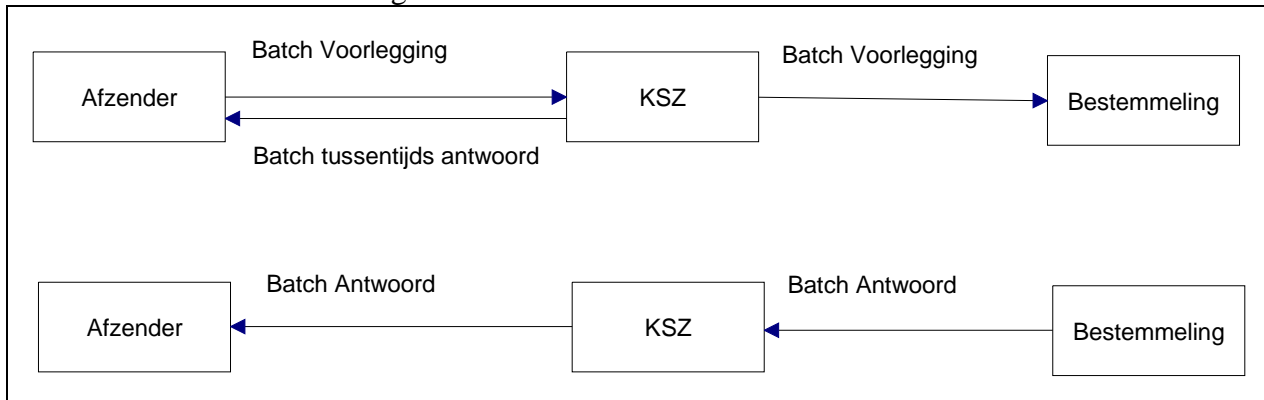 Batch Voorlegging
Batch Voorlegging
Afzender
KSZ
Bestemmeling
Batch tussentijds antwoord
Batch Antwoord
Batch Antwoord
Afzender
KSZ
Bestemmeling